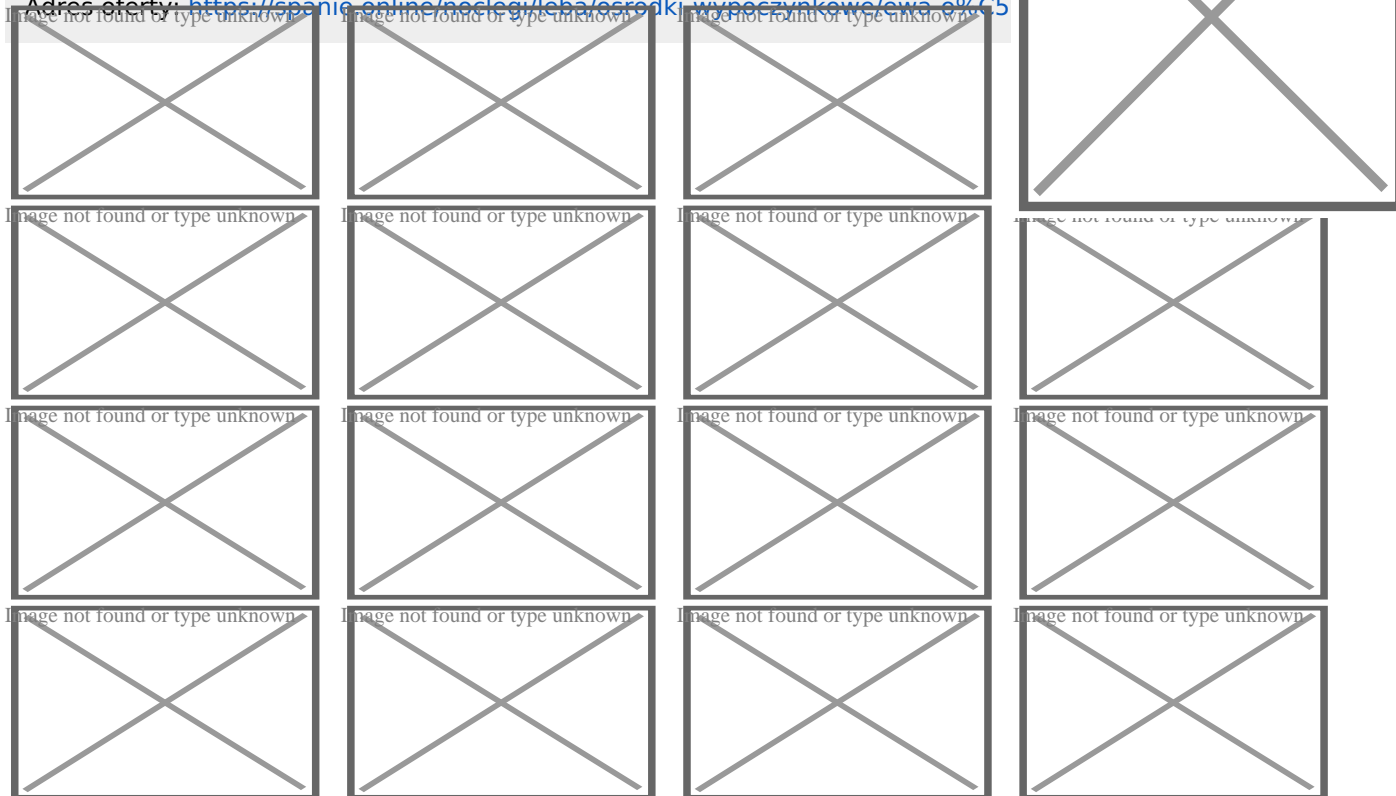 Adres oferty: https://spanie.online/noclegi/leba/osrodki-wypoczynkowe/ewa-o%C5
Image not found or type unknown Image not found or type unknown Image not found or type unknown
Image not found or type unknown Image not found or type unknown Image not found or type unknown Image not found or type unknown
Image not found or type unknown Image not found or type unknown Image not found or type unknown Image not found or type unknown
Image not found or type unknown Image not found or type unknown Image not found or type unknown Image not found or type unknown